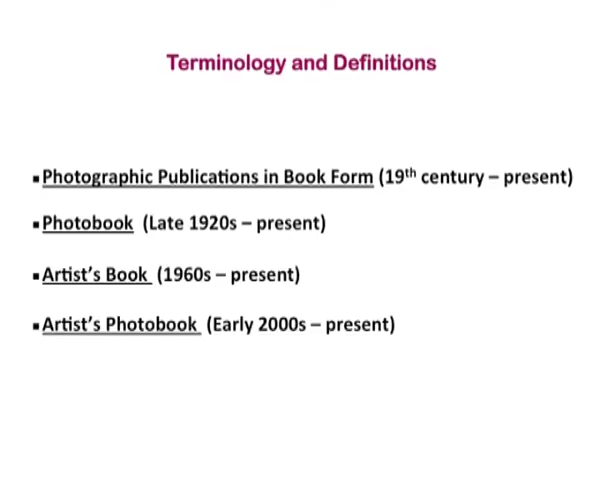 Terminology and Definitions
▪Photographic Publications in Book Form (19th century – present)
▪Photobook (Late 1920s – present)
▪Artist’s Book (1960s – present)
▪Artist’s Photobook (Early 2000s – present)